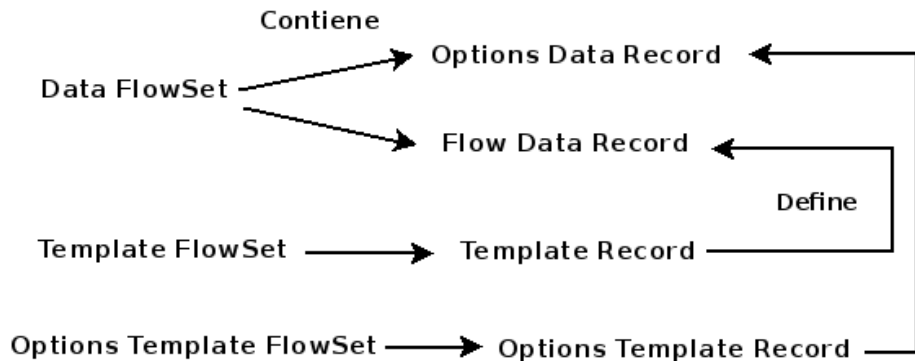 Contiene
Options Data Record
Data FlowSet
Flow Data Record
Define
Template FlowSet
Template Record
Options Template FlowSet
Options Template Record